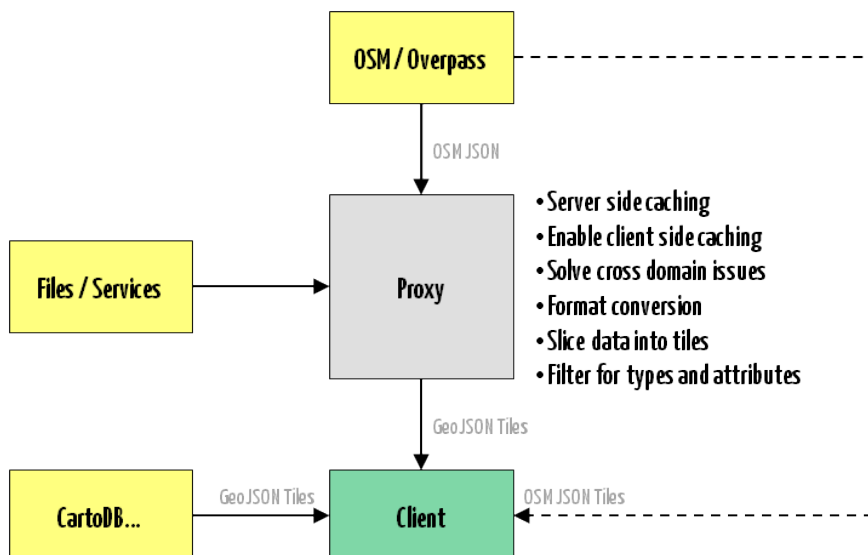 OSM / Overpass
OSM JSON
• Server side caching
• Enable client side caching
• Solve cross domain issues
• Format conversion
• Slice data into tiles
• Filter for types and attributes
Files / Services
Proxy
GeoJSON Tiles
CartoDB...
GeoJSON Tiles
Client
OSM JSON Tiles